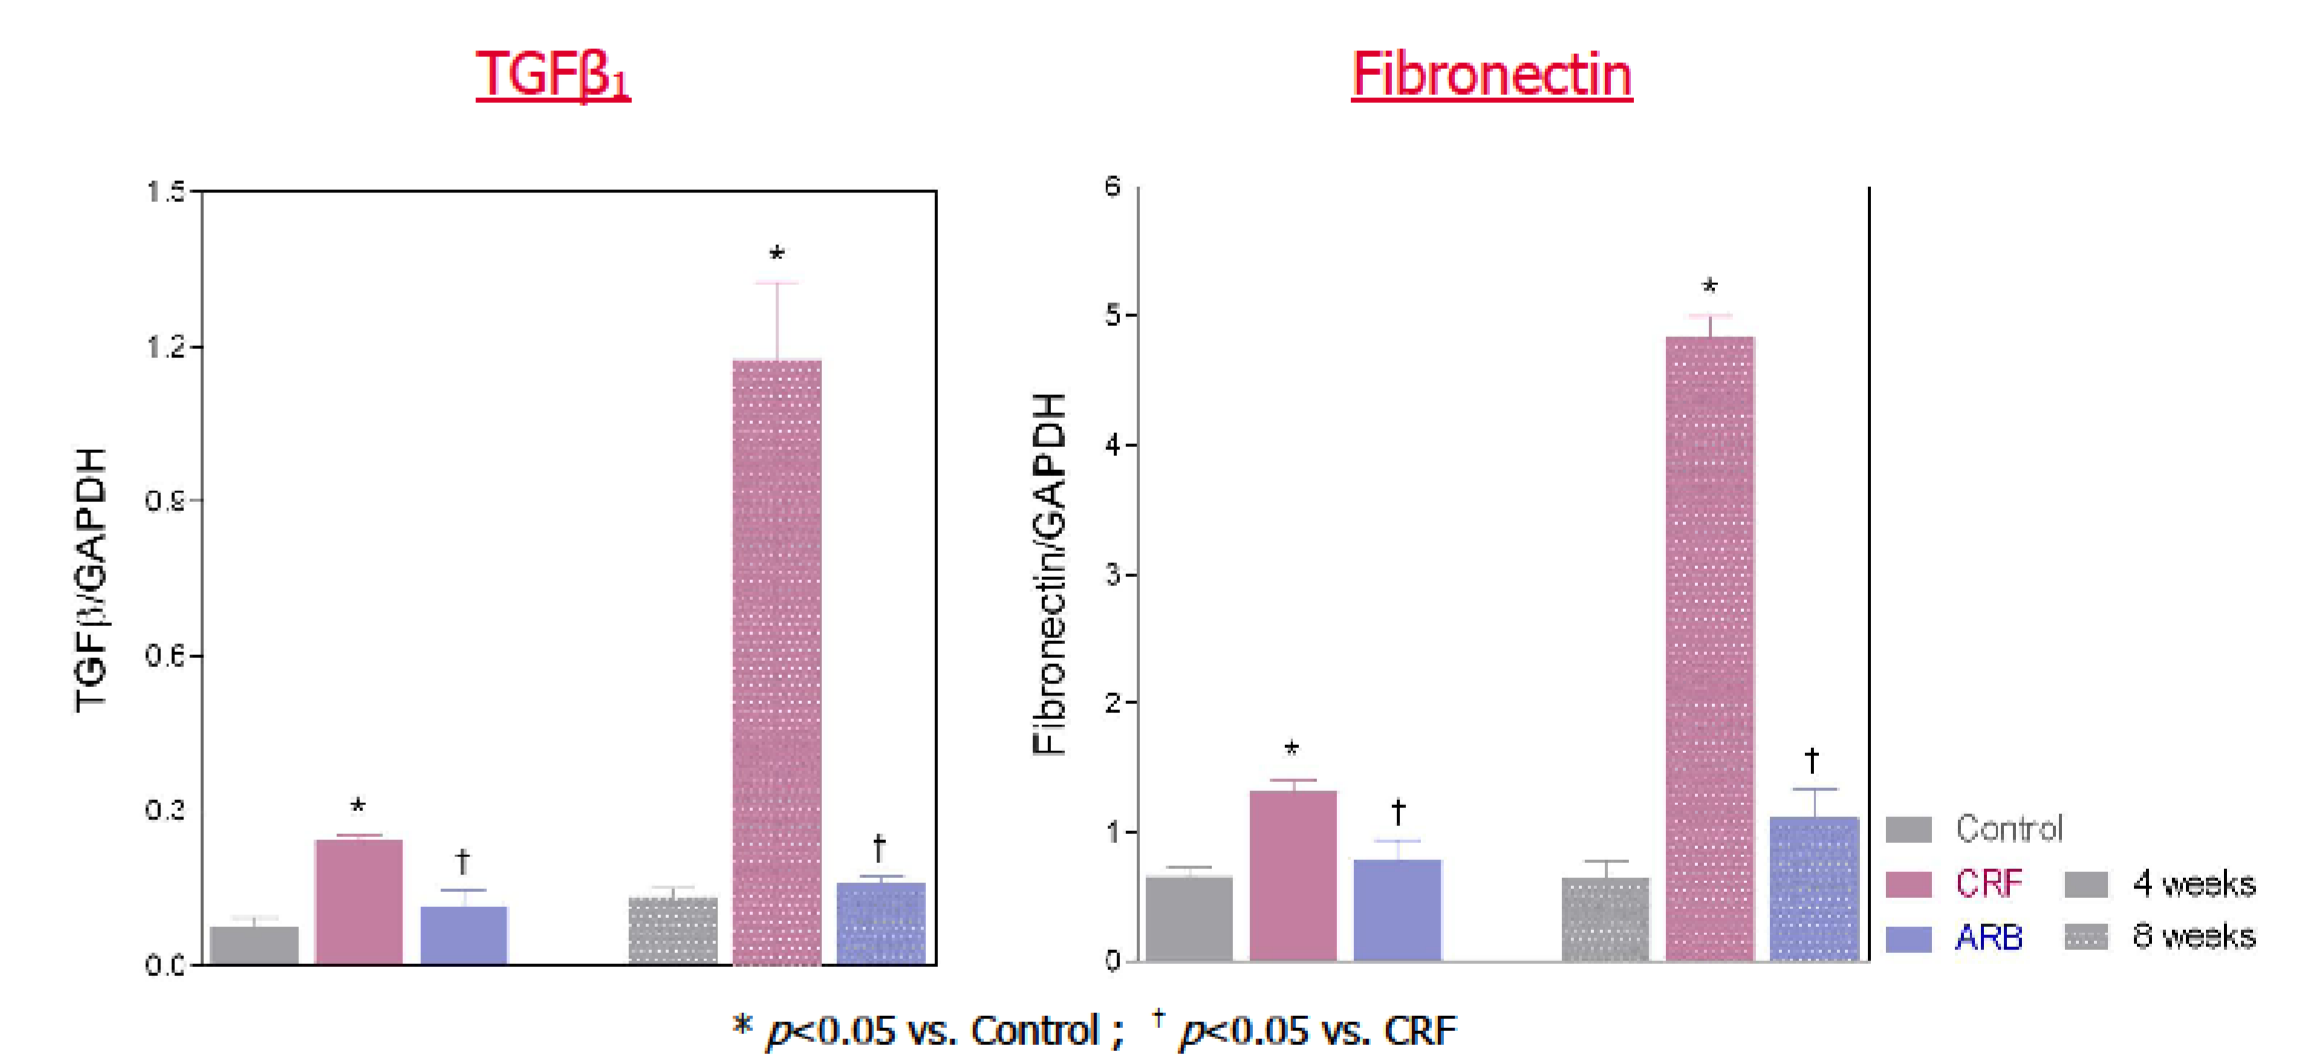 TGFβ₁
Fibronectin
1.5
1.2
0.9
0.6
0.3
0.0
TGFβ/GAPDH
*
†
*
†
6
5
4
3
2
1
0
Fibronectin/GAPDH
*
†
*
†
Control
CRF
4 weeks
ARB
8 weeks
* p<0.05 vs. Control ; † p<0.05 vs. CRF